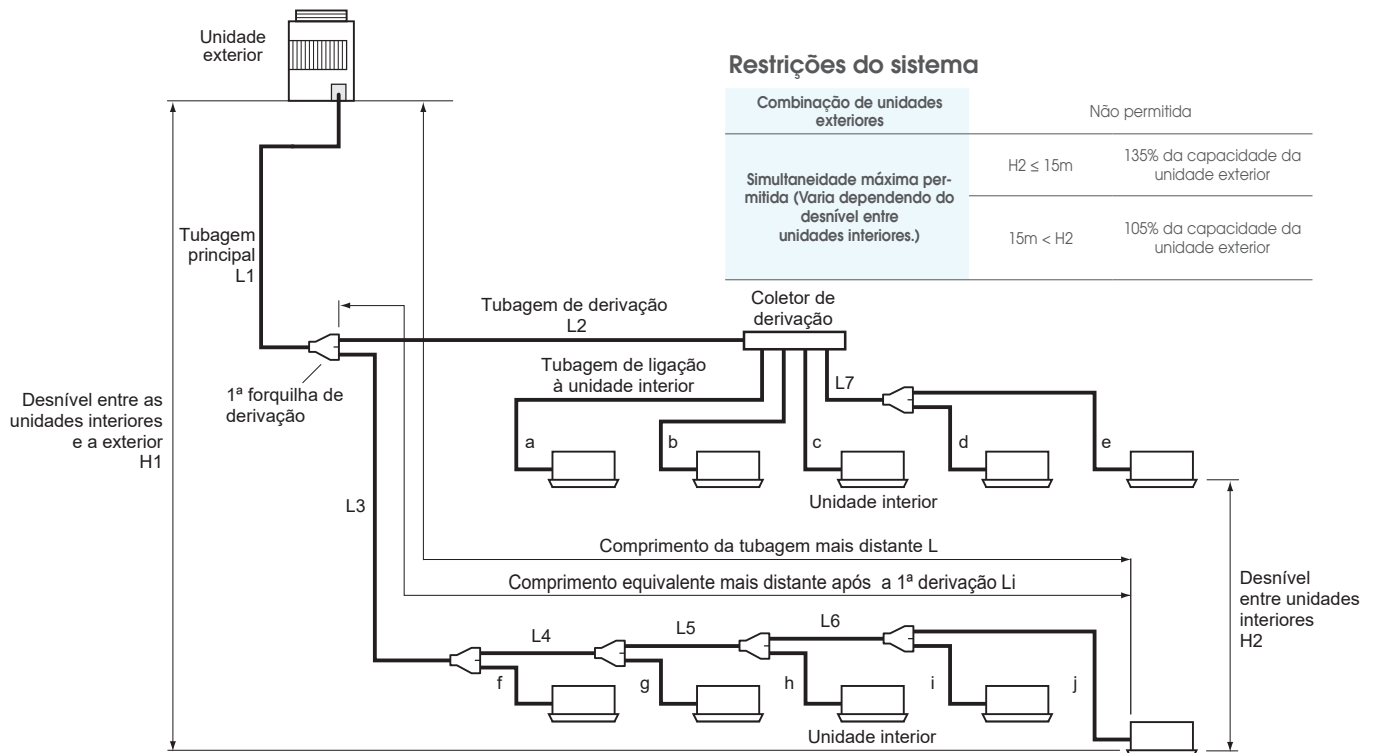 Unidade
exterior
Restrições do sistema
Combinação de unidades
exteriores
Não permitida
Simultaneidade máxima per-
mitida (Varia dependendo do
desnível entre
unidades interiores.)
H2 ≤ 15m
135% da capacidade da
unidade exterior
15m < H2
105% da capacidade da
unidade exterior
Tubagem
principal
L1
Tubagem de derivação
L2
Coletor de
derivação
Tubagem de ligação
à unidade interior
L7
1ª forquilha de
derivação
Desnível entre as
unidades interiores
e a exterior
H1
a
b
c
d
e
Unidade interior
L3
Comprimento da tubagem mais distante L
Comprimento equivalente mais distante após a 1ª derivação Li
Desnível
entre unidades
interiores
H2
L4
L5
L6
f
g
h
i
j
Unidade interior